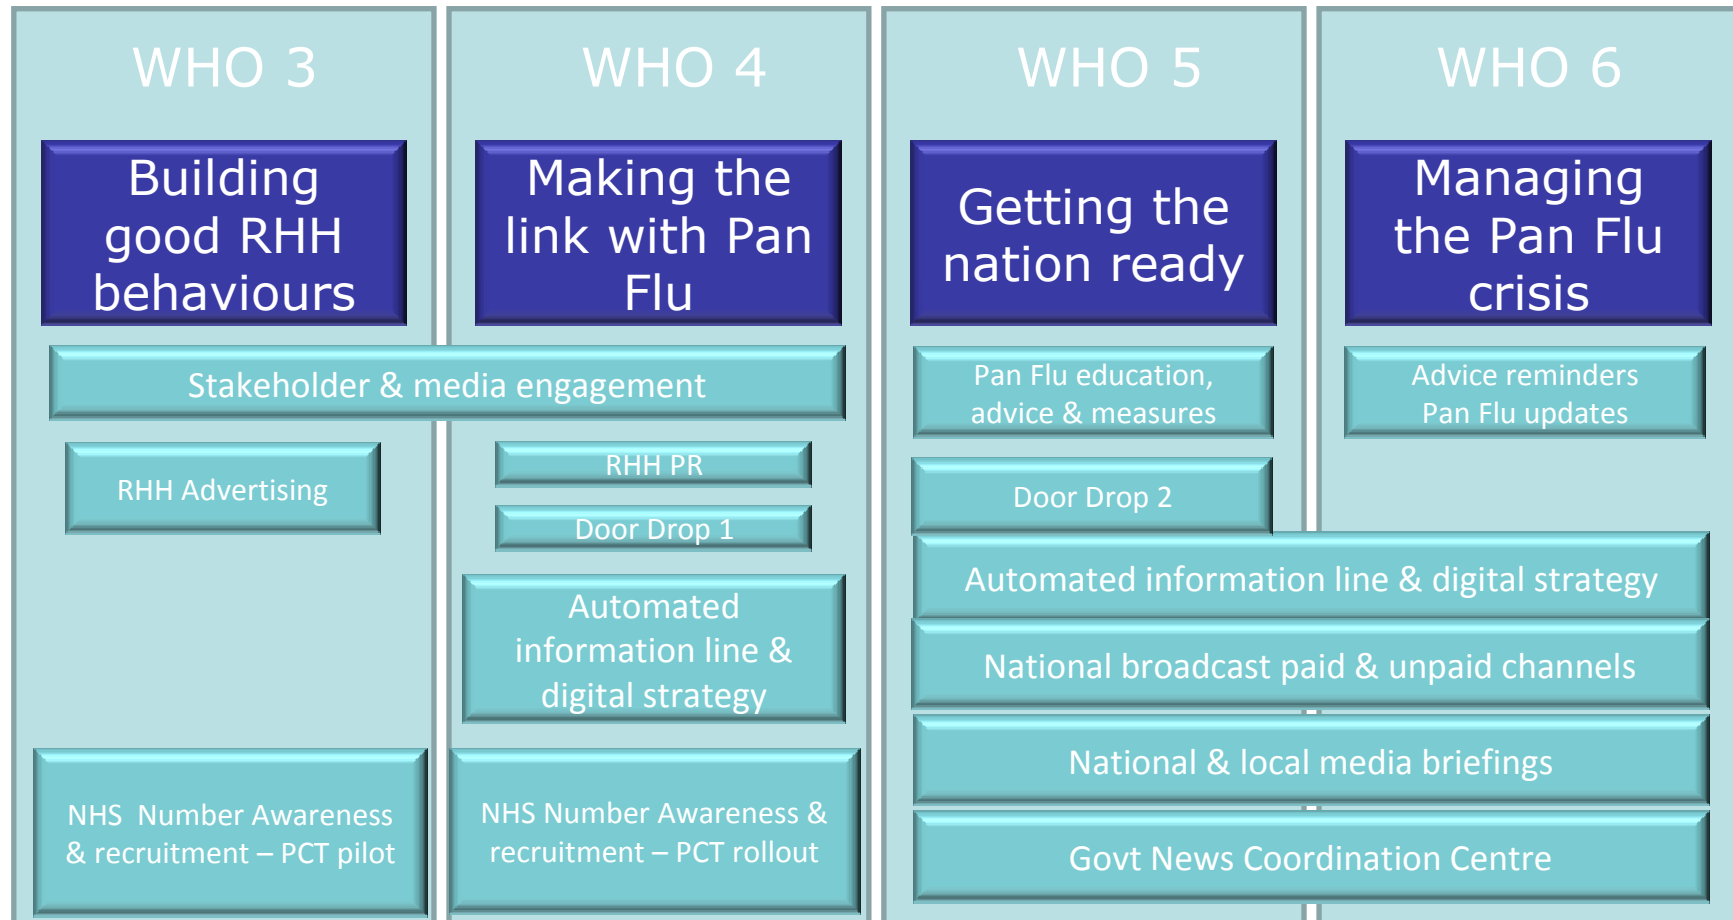 WHO 3
WHO 4
WHO 5
WHO 6
Building
good RHH
behaviours
Making the
link with Pan
Flu
Getting the
nation ready
Managing
the Pan Flu
crisis
Stakeholder & media engagement
Pan Flu education,
advice & measures
Advice reminders
Pan Flu updates
RHH Advertising
RHH PR
Door Drop 1
Door Drop 2
Automated
information line &
digital strategy
Automated information line & digital strategy
National broadcast paid & unpaid channels
National & local media briefings
Govt News Coordination Centre
NHS  Number Awareness
& recruitment – PCT pilot
NHS Number Awareness &
recruitment – PCT rollout